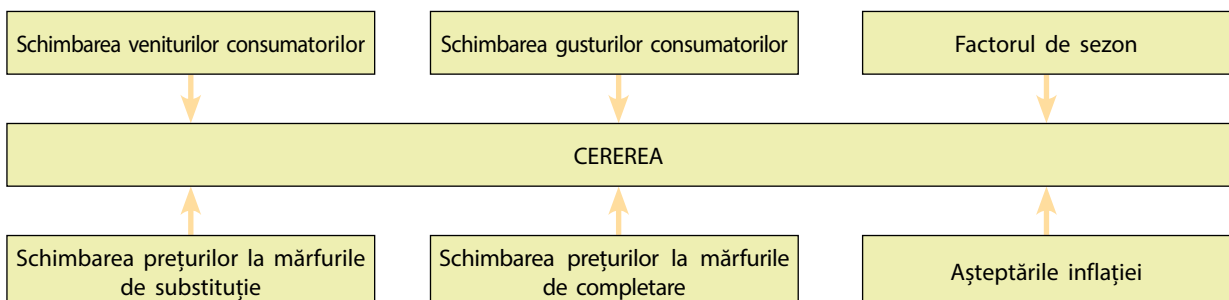 Schimbarea veniturilor consumatorilor
Schimbarea gusturilor consumatorilor
Factorul de sezon
CEREREA
Schimbarea prețurilor la mărfurile
de substituție
Schimbarea prețurilor la mărfurile
de completare
Așteptările inflației